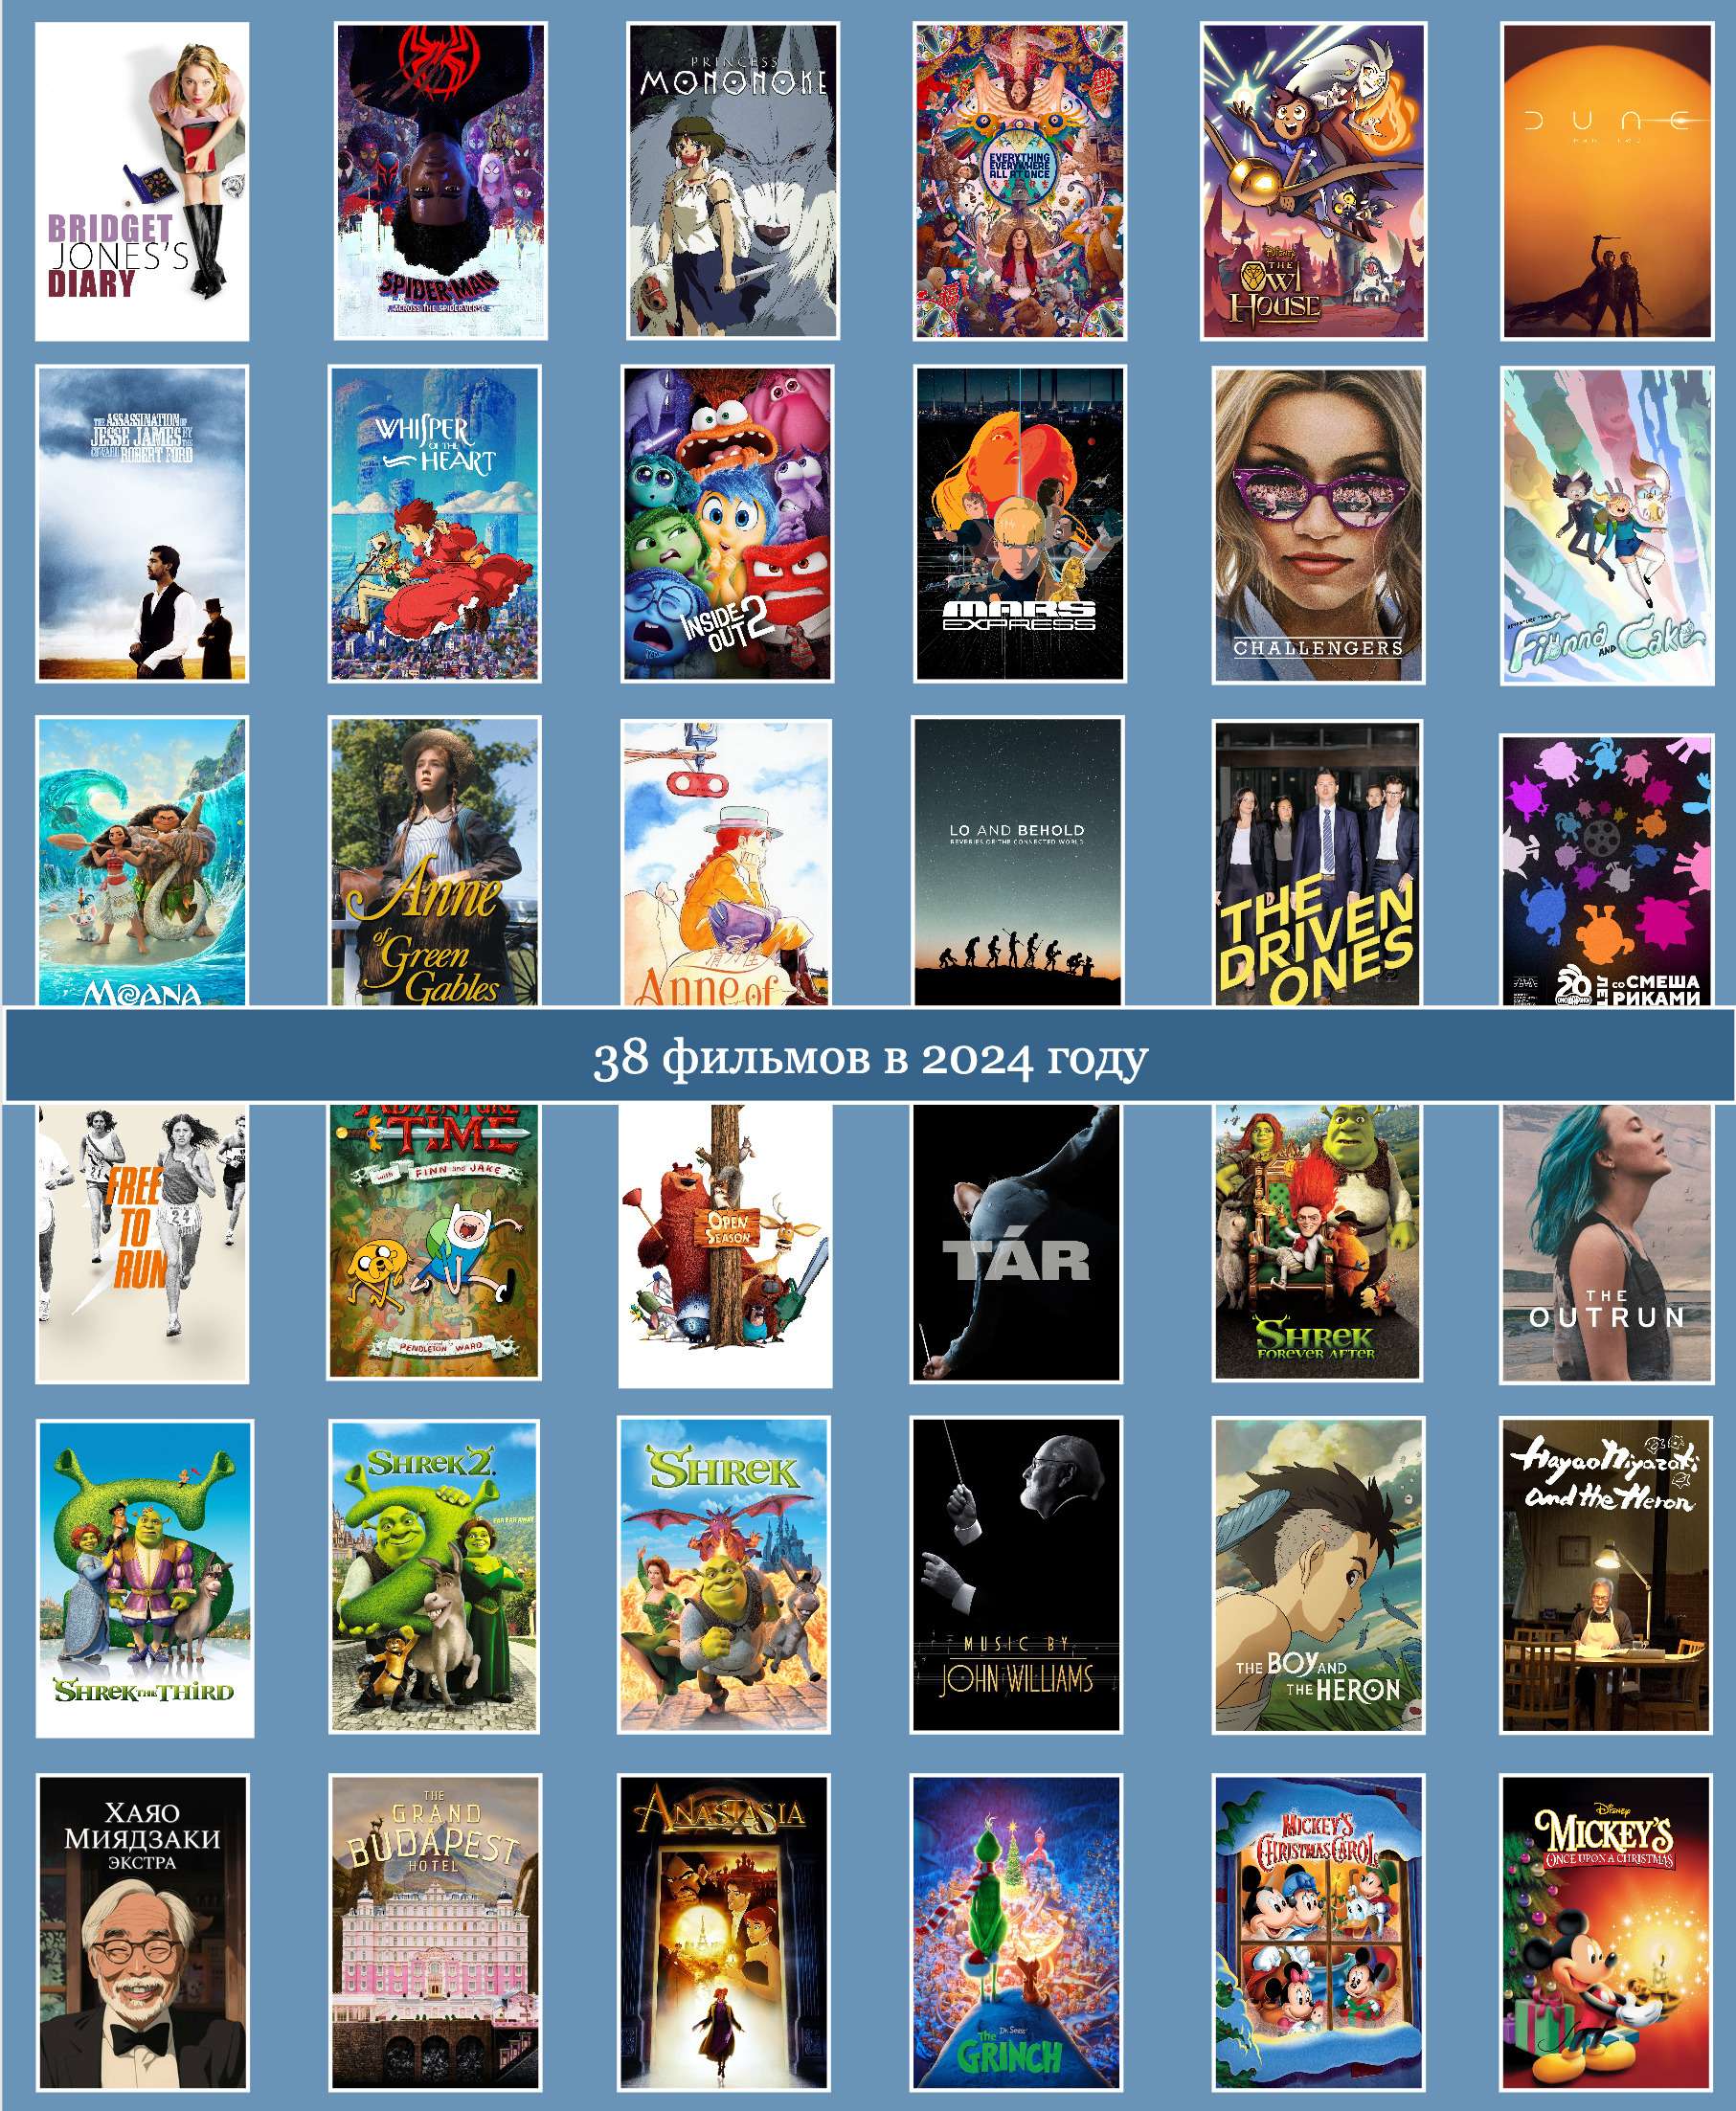 BRIDGET
JONES'S
DIARY
SPIDER-MAN
ACROSS THE SPIDER-VERSE
PRINCESS
MONONOKE
EVERYTHING
EVERYWHERE
ALL AT ONCE
Disney
THE
OWL
HOUSE
DUNE
PART TWO
THE ASSASSINATION OF
JESSE JAMES BY
THE COWARD ROBERT FORD
WHISPER
OF THE
HEART
INSIDE
OUT 2
MARS
EXPRESS
CHALLENGERS
ADVENTURE TIME
Fionna
AND Cake
MOANA
Anne
of
Green
Gables
Anne of
LO AND BEHOLD
REVERIES OF THE CONNECTED WORLD
THE
DRIVEN
ONES
20
ЛЕТ
СО СМЕША
РИКАМИ
38 фильмов в 2024 году
FREE
TO
RUN
ADVENTURE
TIME
with FINN and JAKE
PENDLETON WARD
OPEN
SEASON
TÁR
SHREK
FOREVER AFTER
THE
OUTRUN
SHREK THE THIRD
SHREK 2.
FAR FAR AWAY
SHREK
MUSIC BY
JOHN WILLIAMS
THE BOY AND
THE HERON
Hayao Miyazaki
and the Heron
ХАЯО
МИЯДЗАКИ
ЭКСТРА
THE
GRAND
BUDAPEST
HOTEL
ANASTASIA
Dr. Seuss'
The
GRINCH
MICKEY'S
CHRISTMAS CAROL
Disney
MICKEY'S
ONCE UPON A CHRISTMAS